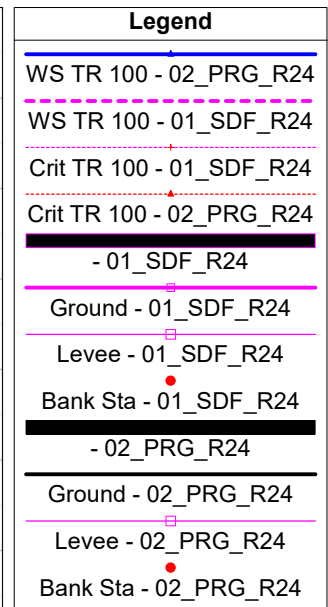 Legend
WS TR 100 - 02_PRG_R24
WS TR 100 - 01_SDF_R24
Crit TR 100 - 01_SDF_R24
Crit TR 100 - 02_PRG_R24
- 01_SDF_R24
Ground - 01_SDF_R24
Levee - 01_SDF_R24
Bank Sta - 01_SDF_R24
- 02_PRG_R24
Ground - 02_PRG_R24
Levee - 02_PRG_R24
Bank Sta - 02_PRG_R24